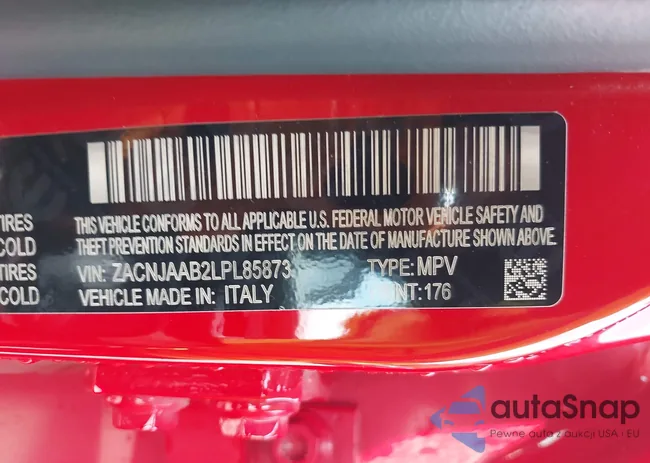 TIRES
COLD
TIRES
COLD
THIS VEHICLE CONFORMS TO ALL APPLICABLE U.S. FEDERAL MOTOR VEHICLE SAFETY AND
THEFT PREVENTION STANDARDS IN EFFECT ON THE DATE OF MANUFACTURE SHOWN ABOVE.
VIN: ZACNJAAB2LPL85873 TYPE: MPV
VEHICLE MADE IN: ITALY NT: 176
autaSnap
Pewne auta z aukcji USA i EU